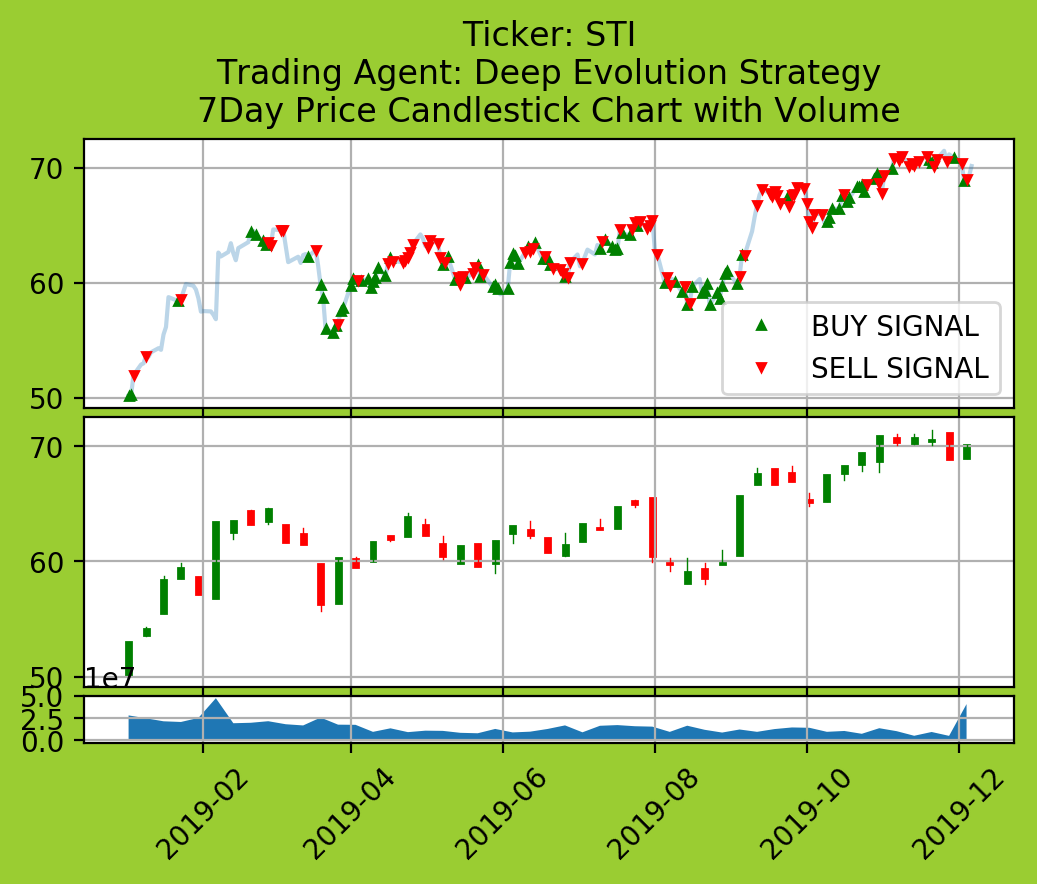 Ticker: STI
Trading Agent: Deep Evolution Strategy
7Day Price Candlestick Chart with Volume
70
60
50
BUY SIGNAL
SELL SIGNAL
70
60
50
1e7
5.0
2.5
0.0
2019-02
2019-04
2019-06
2019-08
2019-10
2019-12